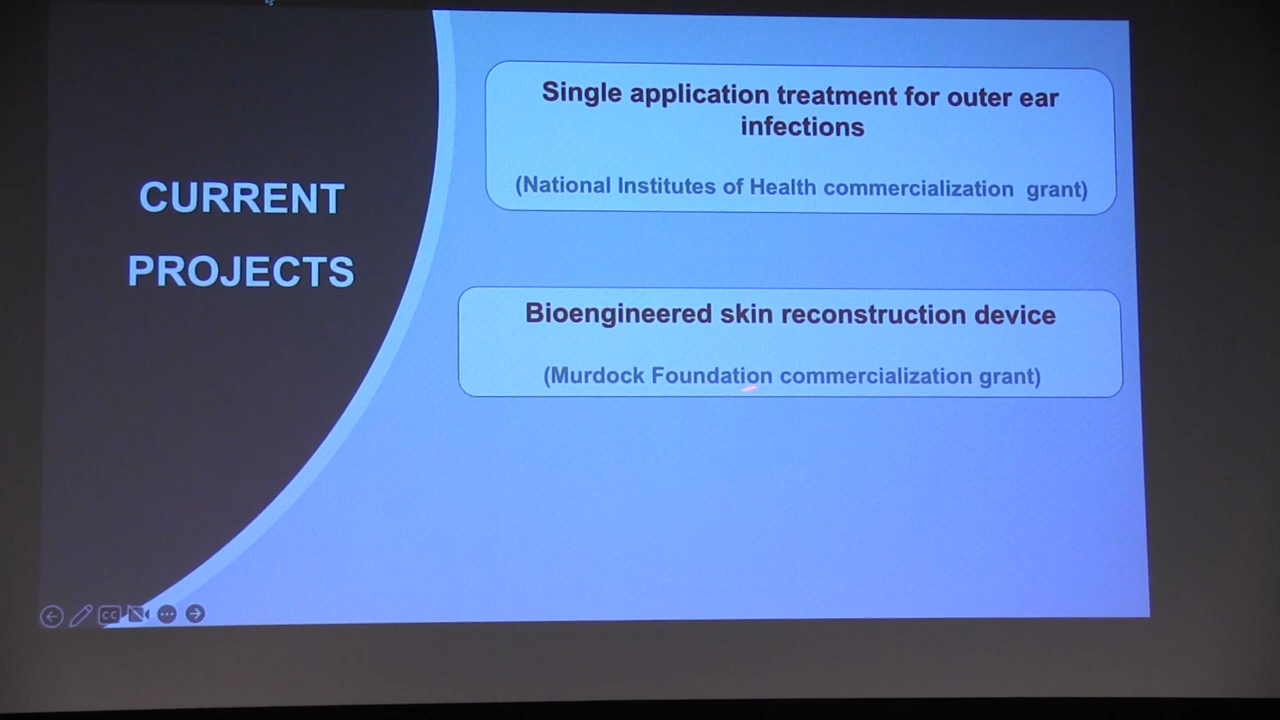 CURRENT
PROJECTS
Single application treatment for outer ear
infections
(National Institutes of Health commercialization grant)
Bioengineered skin reconstruction device
(Murdock Foundation commercialization grant)
CC